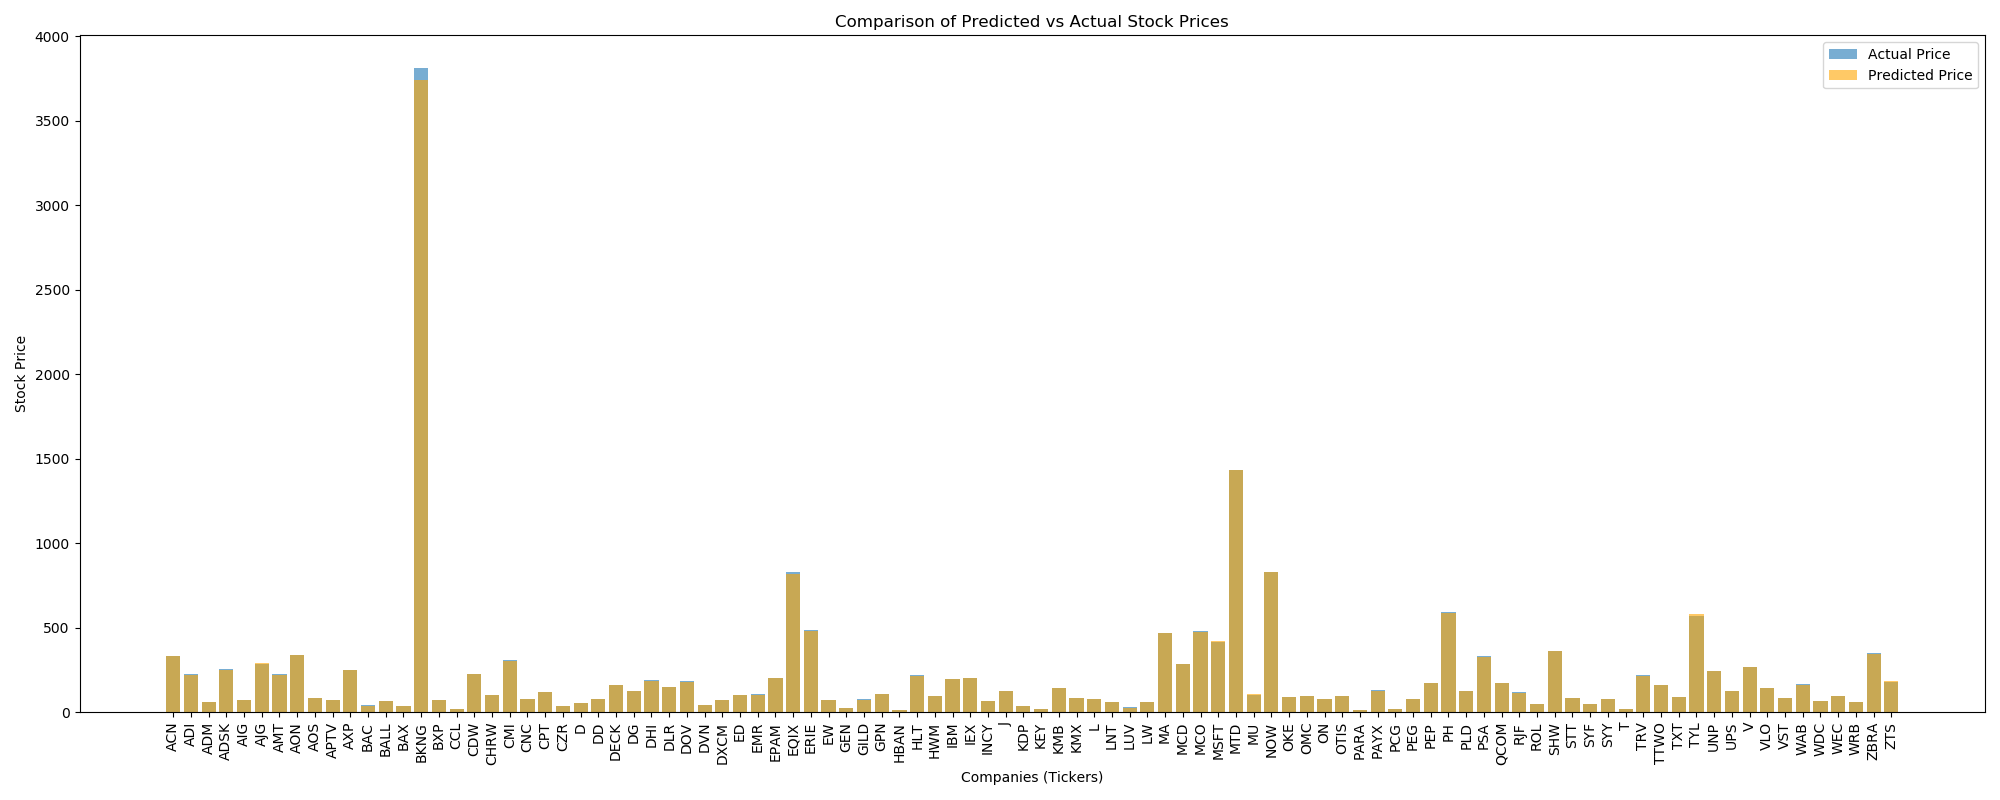 Comparison of Predicted vs Actual Stock Prices
4000
3500
3000
2500
2000
1500
1000
500
0
Stock Price
Actual Price
Predicted Price
ACN
ADI
ADM
ADSK
AIG
AJG
AMT
AON
AOS
APTV
AXP
BAC
BALL
BAX
BKNG
BXP
CCL
CDW
CHRW
CMI
CNC
CPT
CZR
D
DD
DECK
DG
DHI
DLR
DOV
DVN
DXCM
ED
EMR
EPAM
EQIX
ERIE
EW
GEN
GILD
GPN
HBAN
HLT
HWM
IBM
IEX
INCY
J
KDP
KEY
KMB
KMX
L
LNT
LUV
LW
MA
MCD
MCO
MSFT
MTD
MU
NOW
OKE
OMC
ON
OTIS
PARA
PAYX
PCG
PEG
PEP
PH
PLD
PSA
QCOM
RJF
ROL
SHW
STT
SYF
SYY
T
TRV
TTWO
TXT
TYL
UNP
UPS
V
VLO
VST
WAB
WDC
WEC
WRB
ZBRA
ZTS
Companies (Tickers)